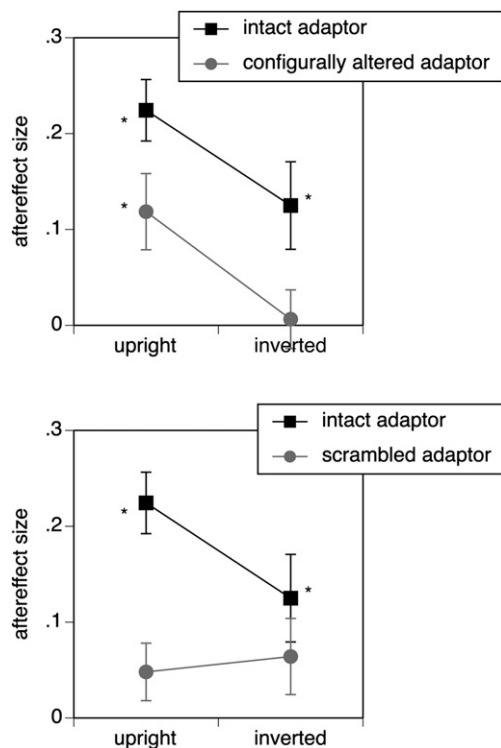 .3
intact adaptor
configurally altered adaptor
.2
*
*
*
aftereffect size
.1
0
upright inverted
.3
intact adaptor
scrambled adaptor
.2
*
*
aftereffect size
.1
0
upright inverted